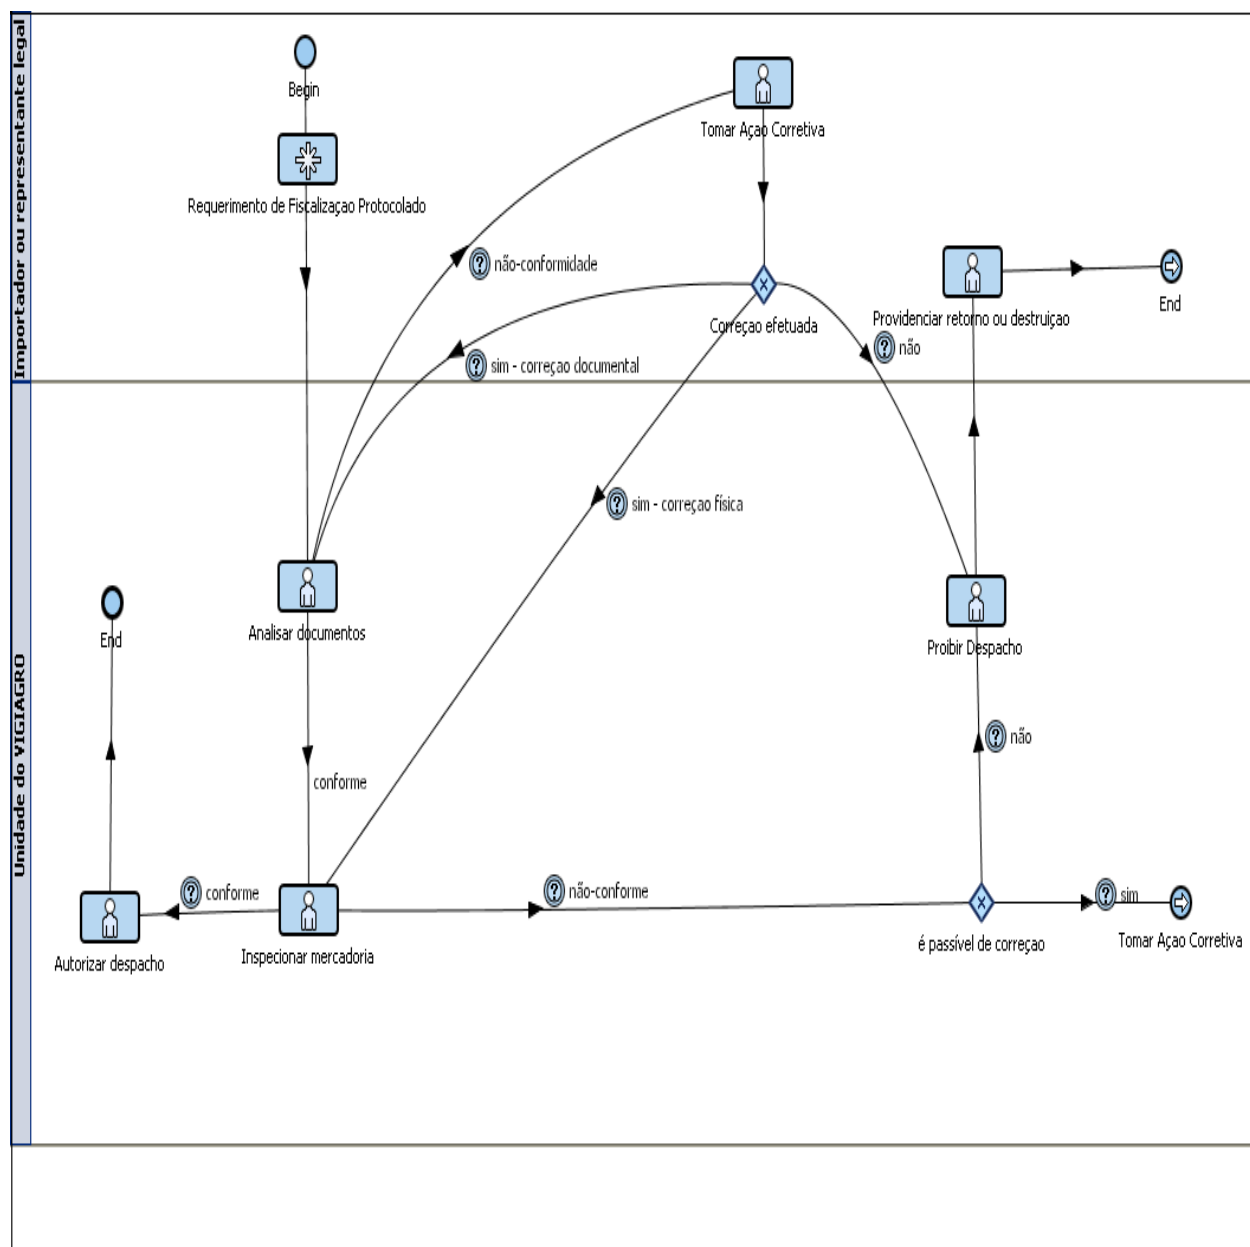 Importador ou representante legal
Begin
Tomar Açao Corretiva
Requerimento de Fiscalizaçao Protocolado
não-conformidade
Correçao efetuada
Providenciar retorno ou destruiçao
End
não
sim - correçao documental
Unidade do VIGIAGRO
sim - correçao física
End
Analisar documentos
Proibir Despacho
não
conforme
conforme
não-conforme
sim
Autorizar despacho
Inspecionar mercadoria
é passível de correçao
Tomar Açao Corretiva